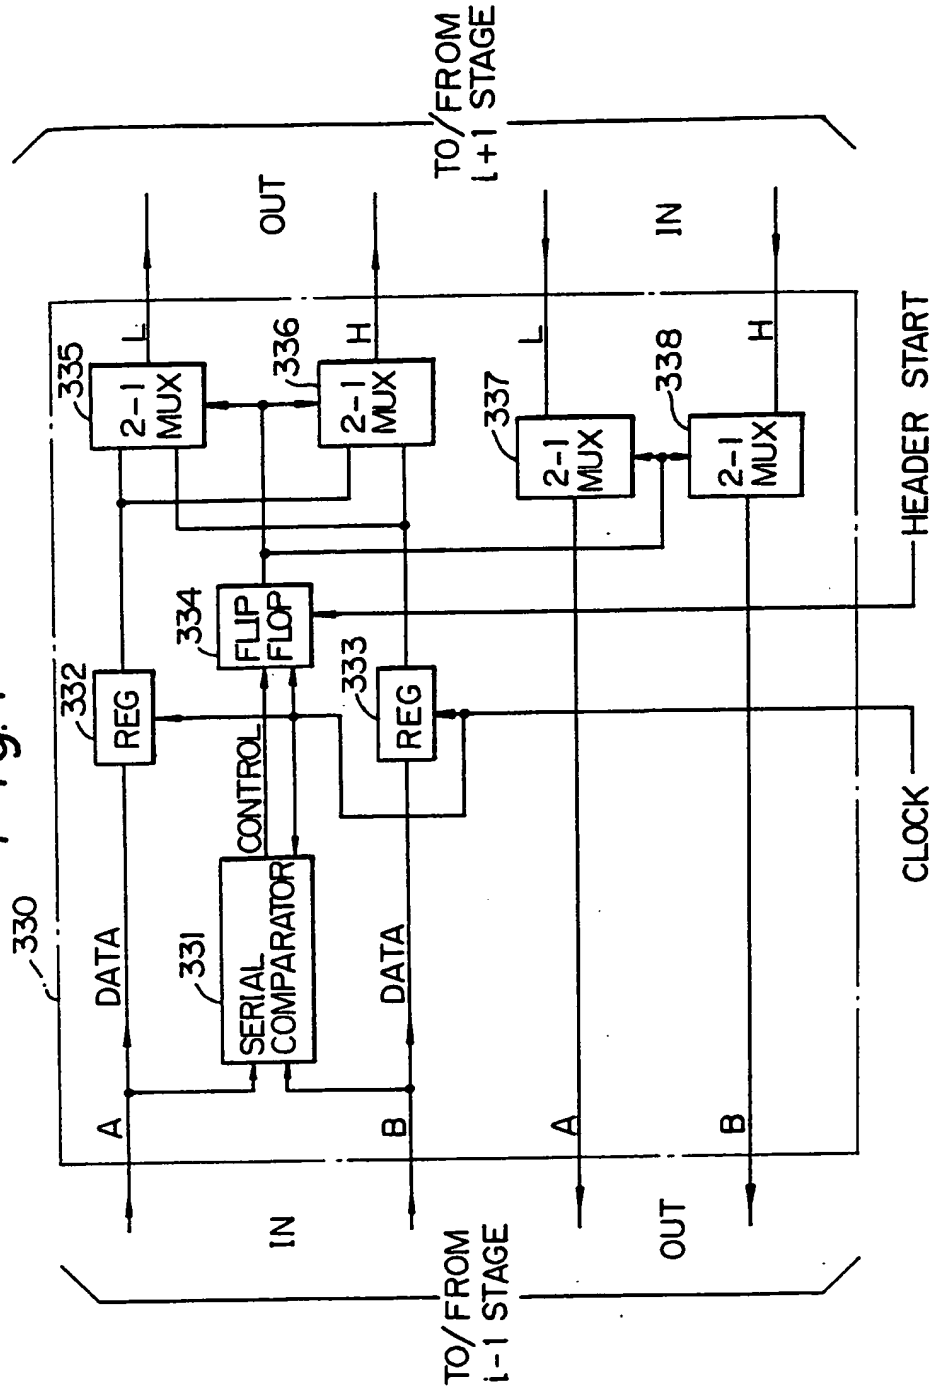 330
TO/FROM
i-1 STAGE
IN
OUT
A
DATA
B
DATA
331
SERIAL
COMPARATOR
CONTROL
332
REG
333
REG
334
FLIP
FLOP
335
2-1
MUX
L
336
2-1
MUX
H
OUT
337
2-1
MUX
L
338
2-1
MUX
H
IN
A
B
TO/FROM
i+1 STAGE
CLOCK
HEADER START